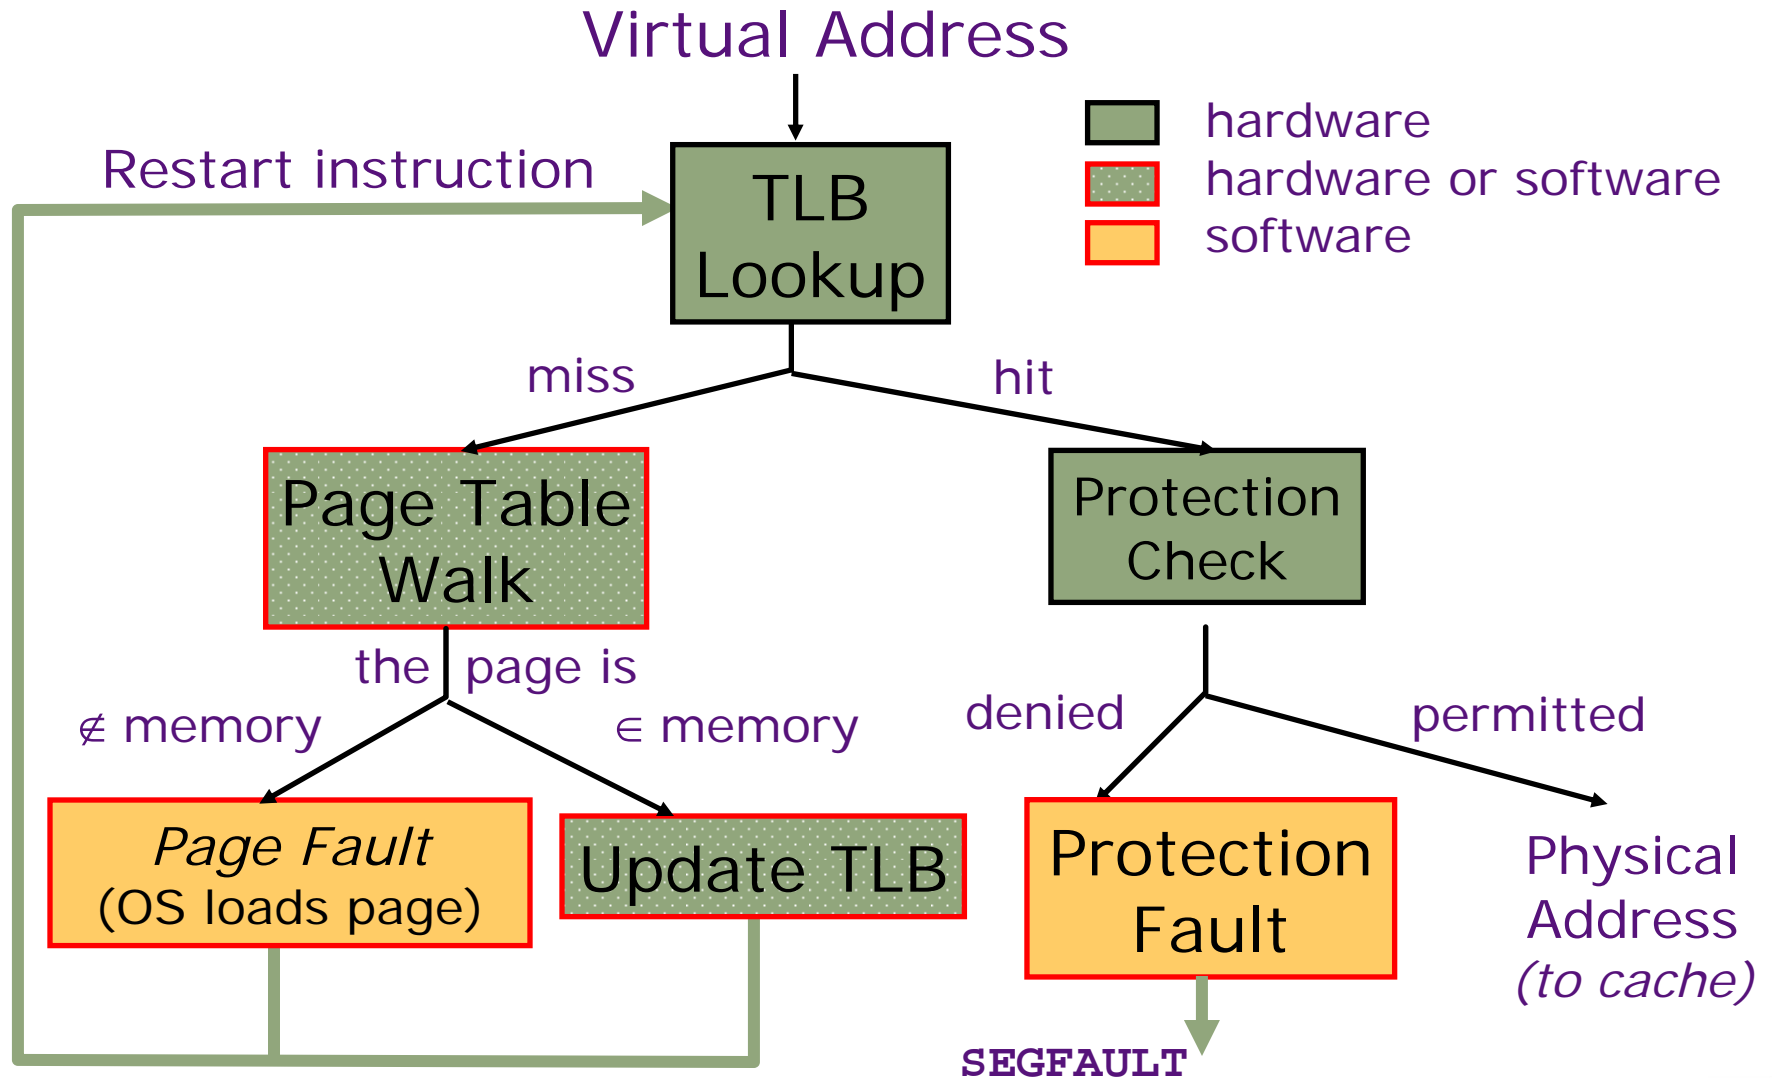 Virtual Address
hardware
hardware or software
software
Restart instruction
TLB
Lookup
miss
hit
Page Table
Walk
Protection
Check
the page is
∉ memory
∈ memory
denied
permitted
Page Fault
(OS loads page)
Update TLB
Protection
Fault
Physical
Address
(to cache)
SEGFAULT